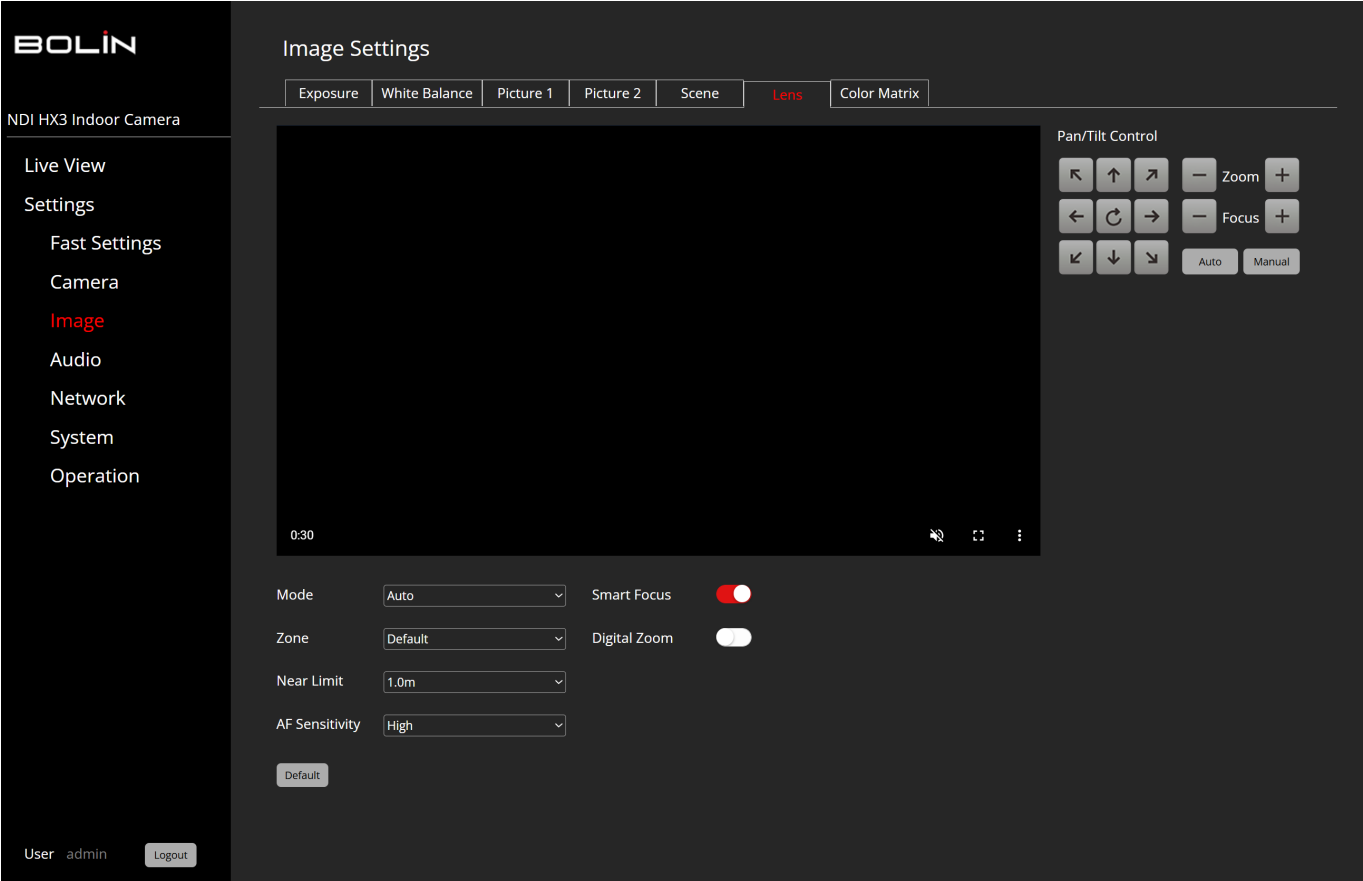 BOLIN
NDI HX3 Indoor Camera
Live View
Settings
Fast Settings
Camera
Image
Audio
Network
System
Operation
User admin
Logout
Image Settings
Exposure White Balance Picture 1 Picture 2 Scene Lens Color Matrix
0:30
Pan/Tilt Control
Zoom
Focus
Auto Manual
Mode Auto Smart Focus
Zone Default Digital Zoom
Near Limit 1.0m
AF Sensitivity High
Default